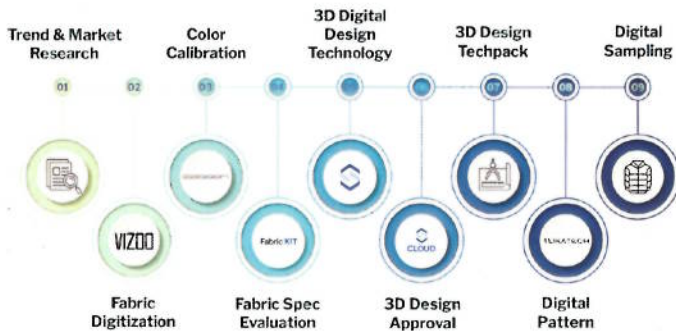 3D Digital
Trend & Market
Color
Design
3D Design
Digital
Research
Calibration
Technology
Techpack
Sampling
01
02
03
04
07
08
09
VIZOO
Fabric KIT
CLOUD
Fabric
Fabric Spec
3D Design
Digital
Digitization
Evaluation
Approval
Pattern